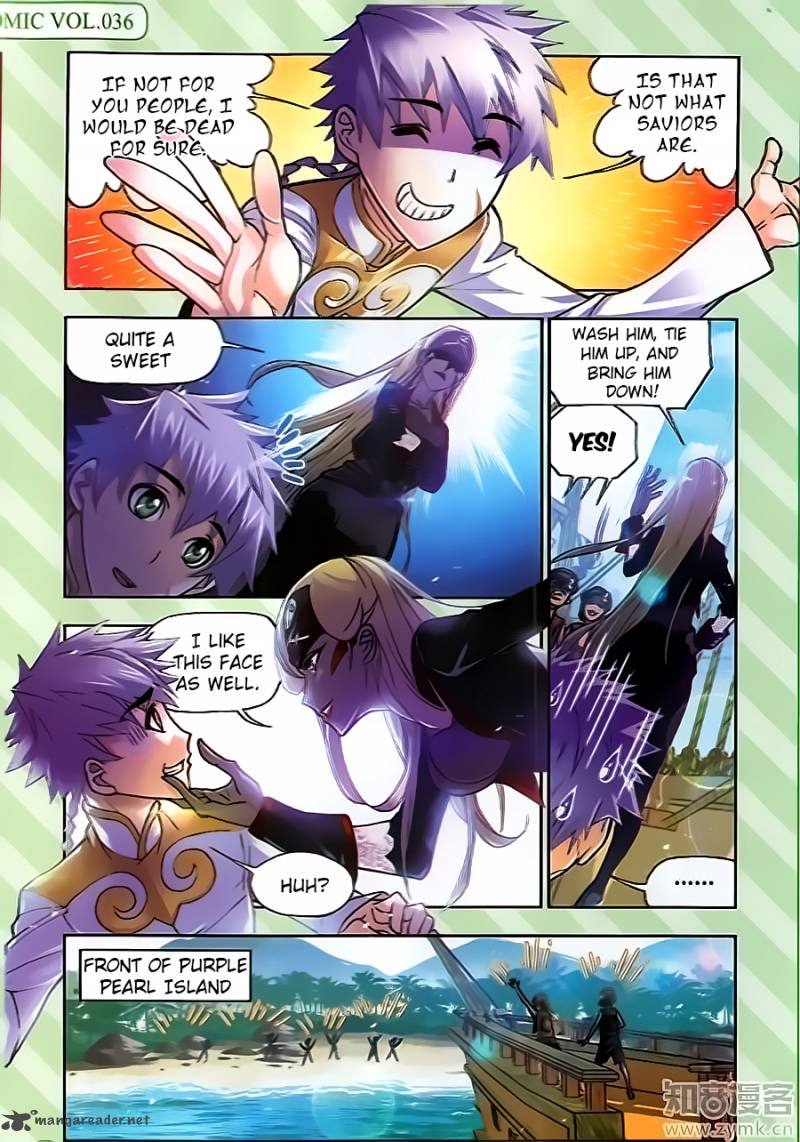 OMIC VOL.036
IF NOT FOR
YOU PEOPLE, I
WOULD BE DEAD
FOR SURE.
IS THAT
NOT WHAT
SAVIORS
ARE.
QUITE A
SWEET
WASH HIM, TIE
HIM UP, AND
BRING HIM
DOWN!
YES!
I LIKE
THIS FACE
AS WELL.
HUH?
......
FRONT OF PURPLE
PEARL ISLAND
知音漫客
www.zymk.cn
mangareader.net